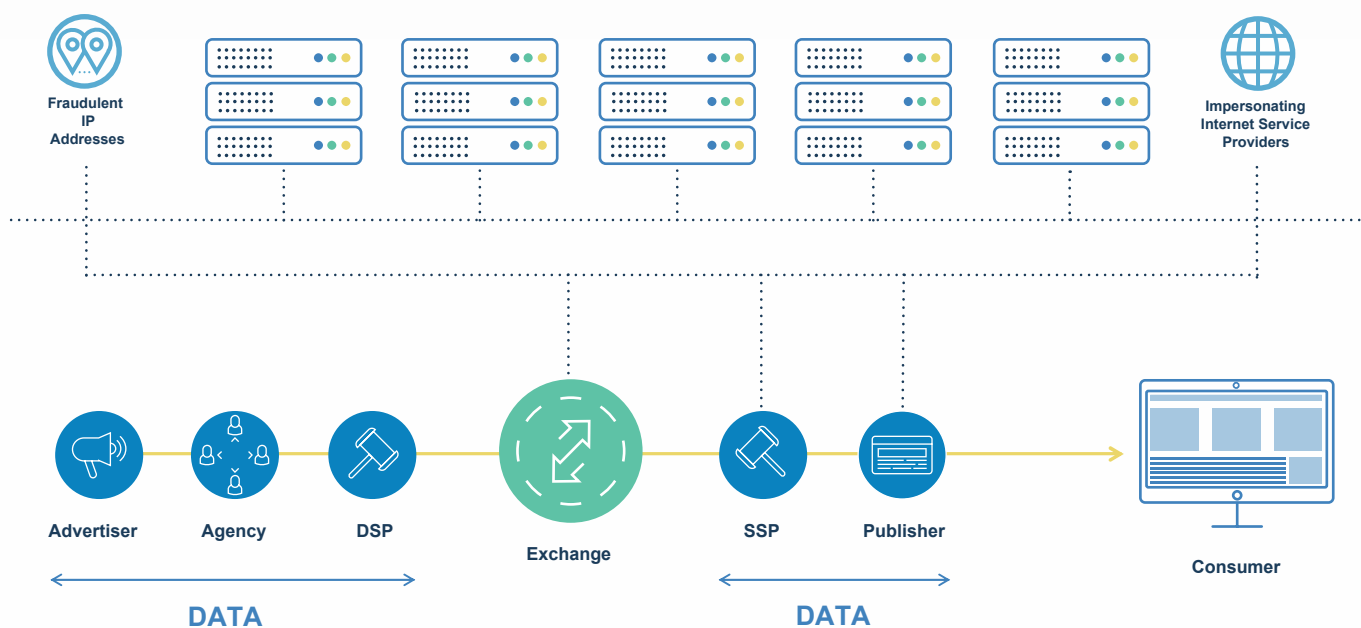 Fraudulent
IP
Addresses
Impersonating
Internet Service
Providers
Advertiser
Agency
DSP
Exchange
SSP
Publisher
Consumer
DATA
DATA